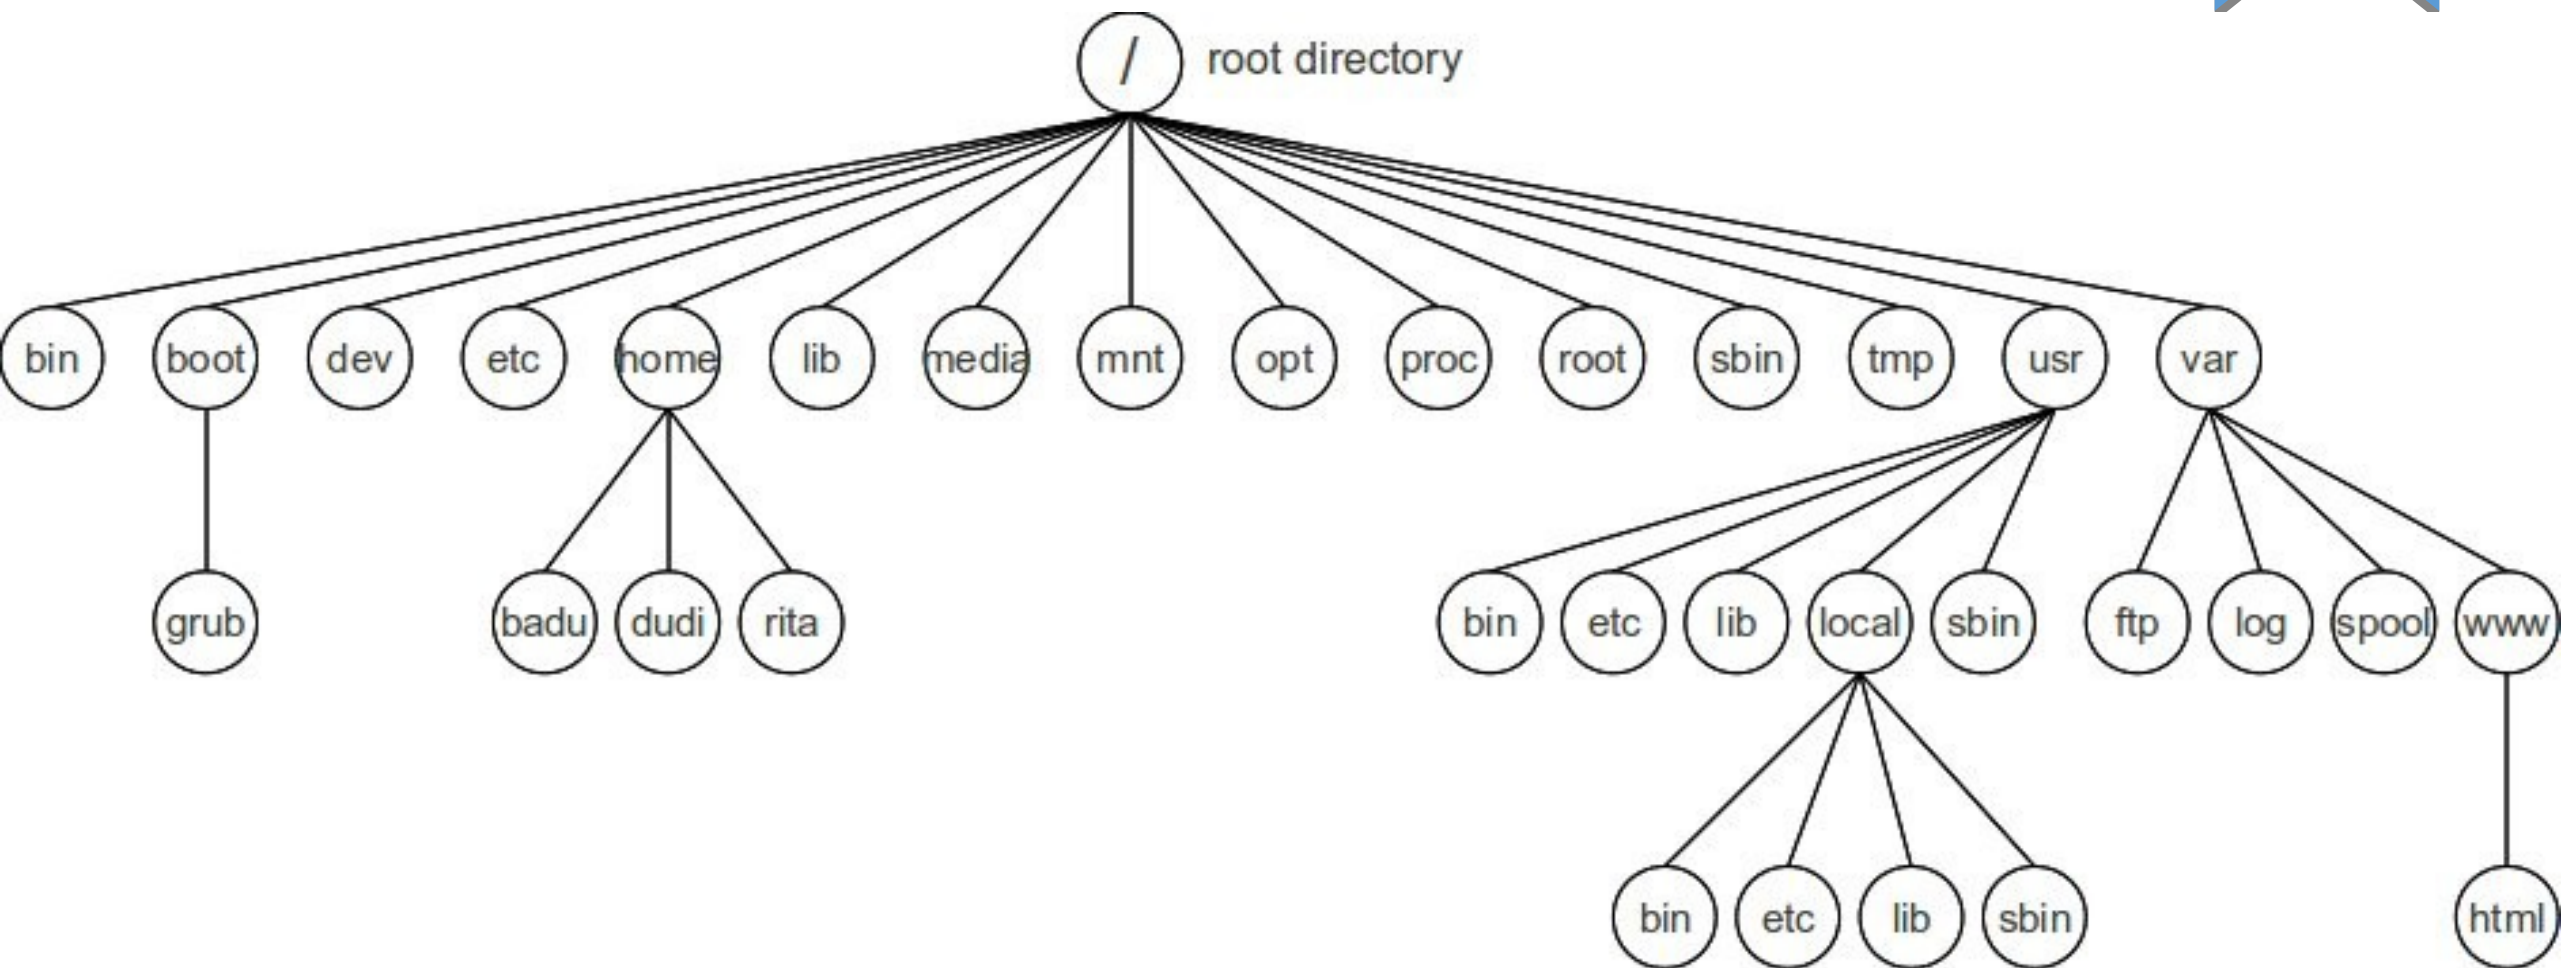 / root directory
bin boot dev etc home lib media mnt opt proc root sbin tmp usr var
grub badu dudi rita bin etc lib local sbin ftp log spool www
bin etc lib sbin html